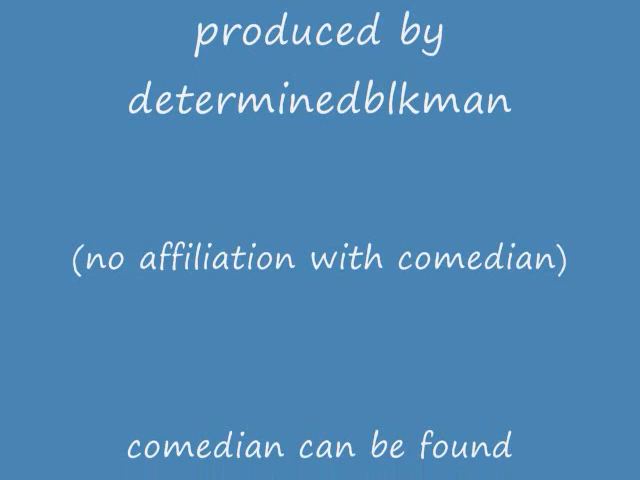 produced by
determinedblkman
(no affiliation with comedian)
comedian can be found